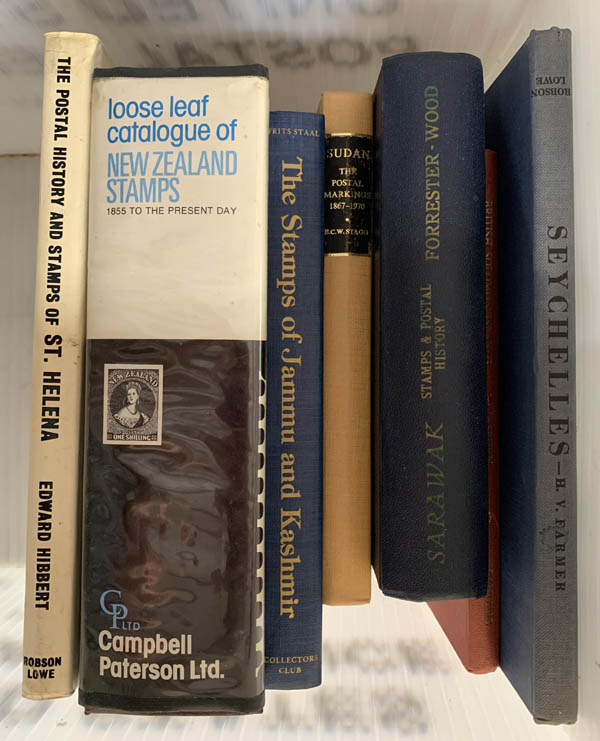 THE POSTAL HISTORY AND STAMPS OF ST. HELENA
EDWARD HIBBERT
ROBSON
LOWE
loose leaf
catalogue of
NEW ZEALAND
STAMPS
1855 TO THE PRESENT DAY
NEW ZEALAND
ONE SHILLING
CP LTD
Campbell
Paterson Ltd.
FRITS STAAL
The Stamps of Jammu and Kashmir
COLLECTORS
CLUB
SUDAN
THE
POSTAL
MARKINGS
1867-1970
H.C.W. STAGG
SARAWAK
STAMPS & POSTAL
HISTORY
FORRESTER - WOOD
ROBSON
LOWE
SEYCHELLES — H. V. FARMER